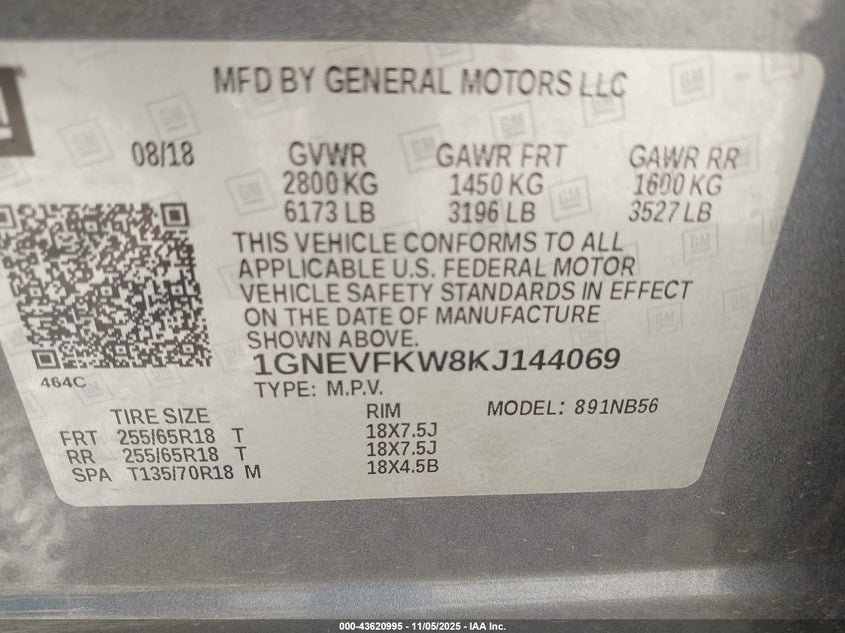 MFD BY GENERAL MOTORS LLC
08/18 GVWR GAWR FRT GAWR RR
2800 KG 1450 KG 1600 KG
6173 LB 3196 LB 3527 LB
THIS VEHICLE CONFORMS TO ALL
APPLICABLE U.S. FEDERAL MOTOR
VEHICLE SAFETY STANDARDS IN EFFECT
ON THE DATE OF MANUFACTURE
SHOWN ABOVE.
1GNEVFKW8KJ144069
464C
TYPE: M.P.V.
TIRE SIZE RIM MODEL: 891NB56
FRT 255/65R18 T 18X7.5J
RR 255/65R18 T 18X7.5J
SPA T135/70R18 M 18X4.5B
000-43620995 - 11/05/2025 - IAA Inc.